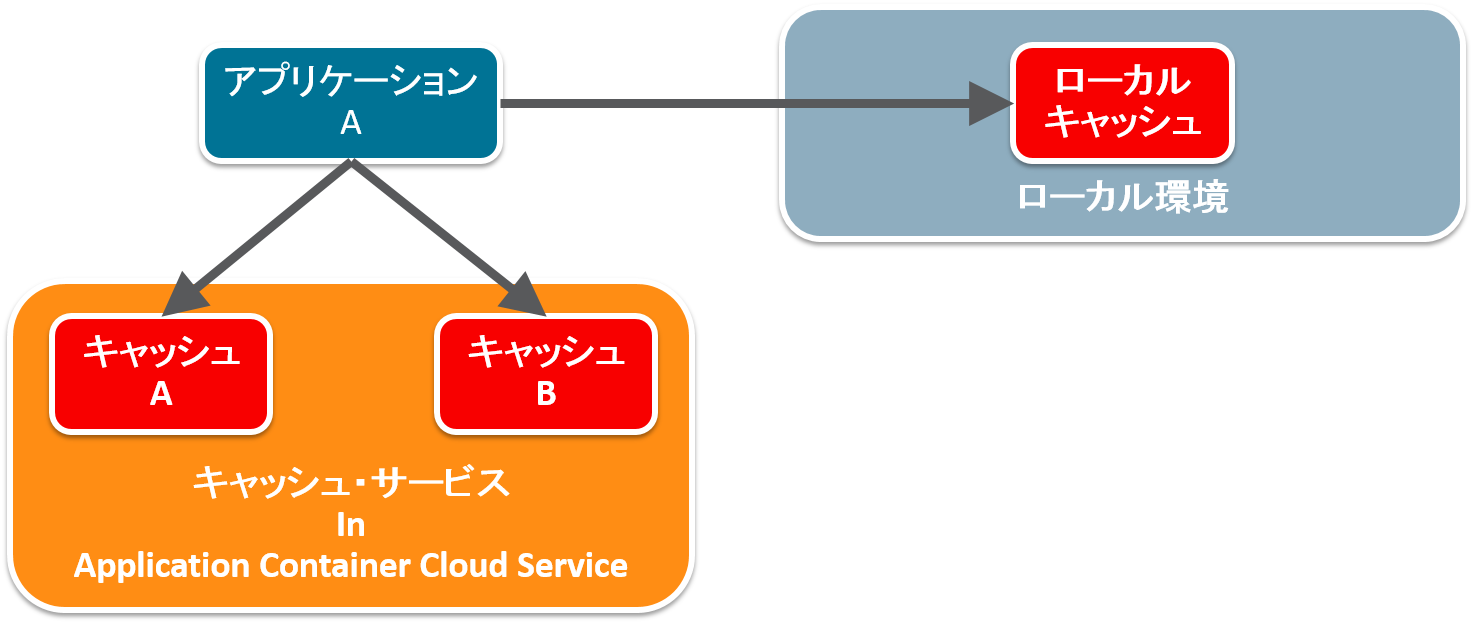 アプリケーション
A
ローカル
キャッシュ
ローカル環境
キャッシュ
A
キャッシュ
B
キャッシュ・サービス
In
Application Container Cloud Service